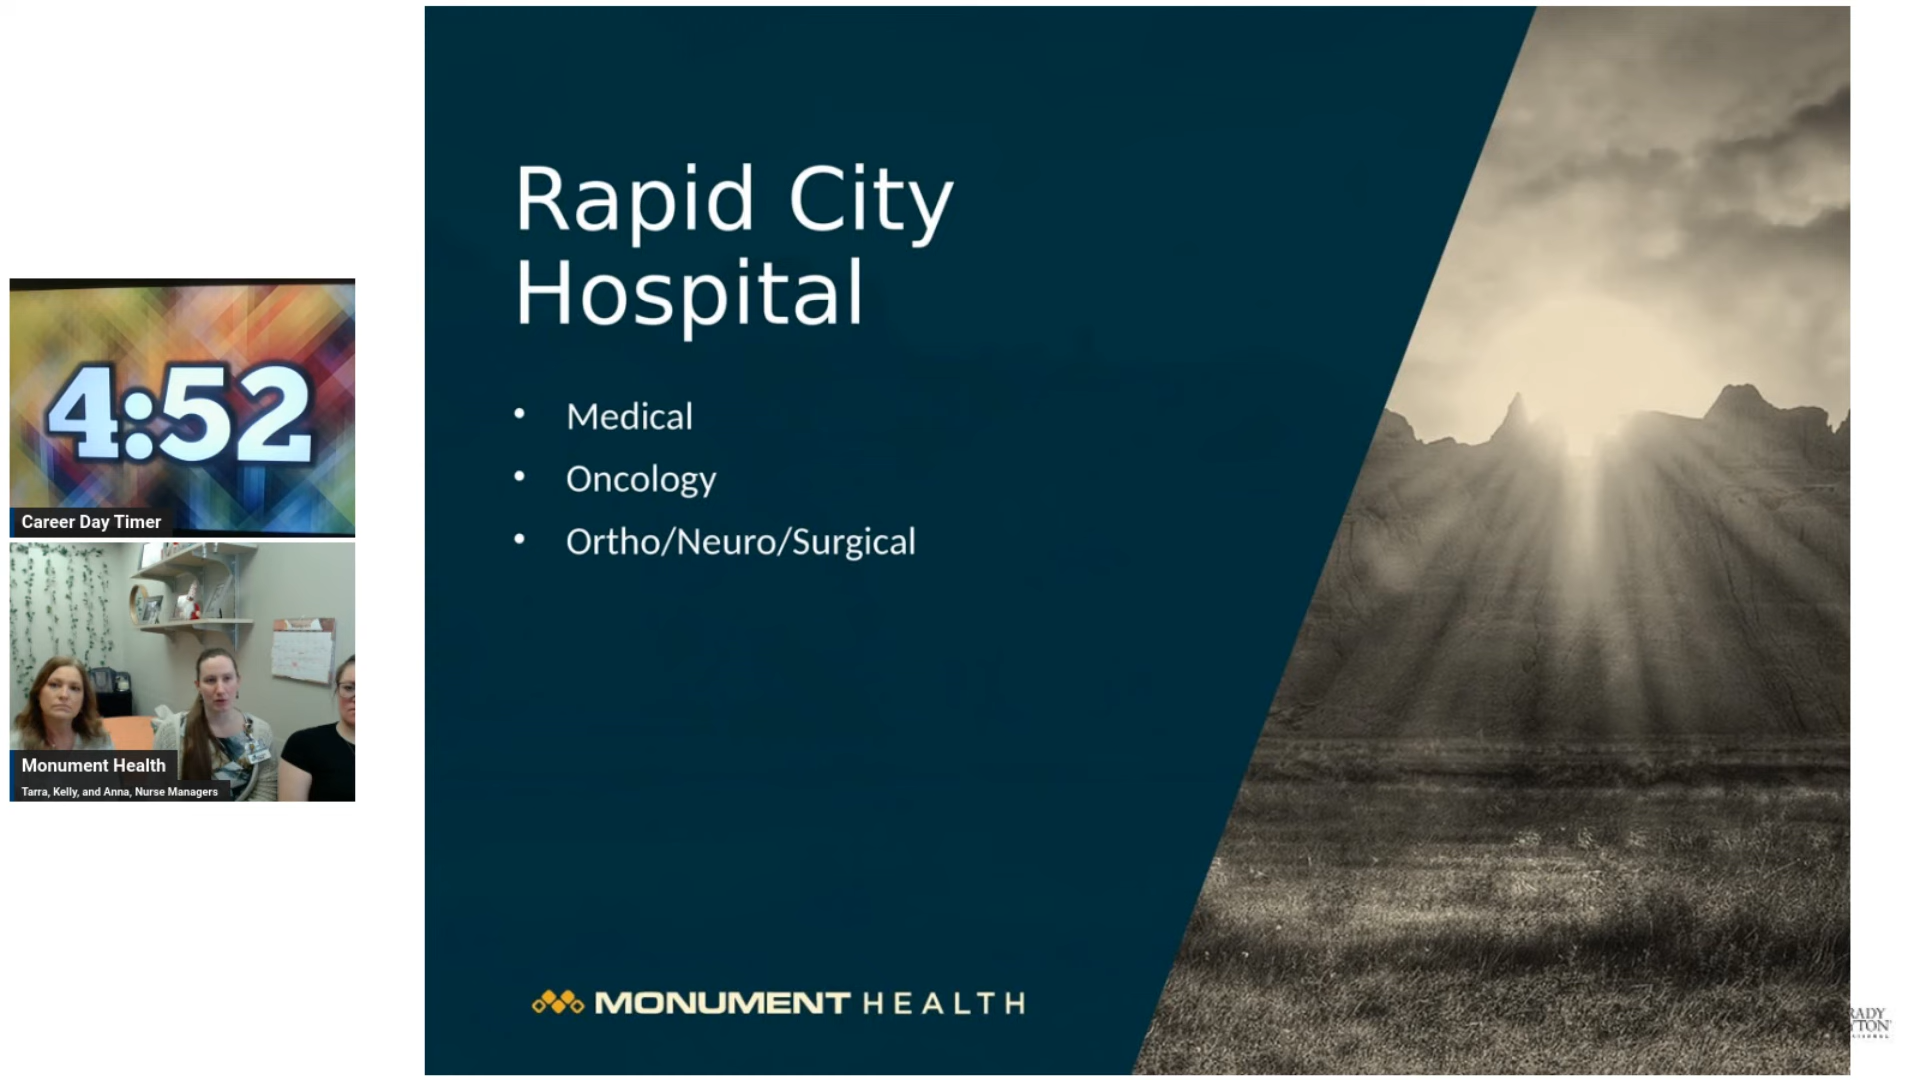 4:52
Career Day Timer
Monument Health
Tarra, Kelly, and Anna, Nurse Managers
Rapid City
Hospital
• Medical
• Oncology
• Ortho/Neuro/Surgical
MONUMENT HEALTH